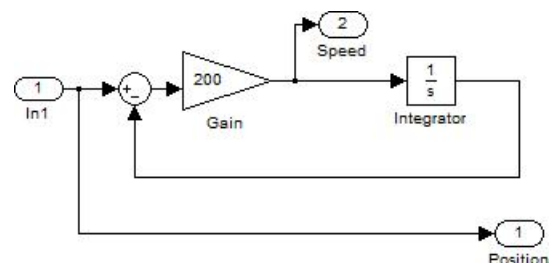 2
Speed
200
Gain
1
s
Integrator
1
In1
+
-
1
Position